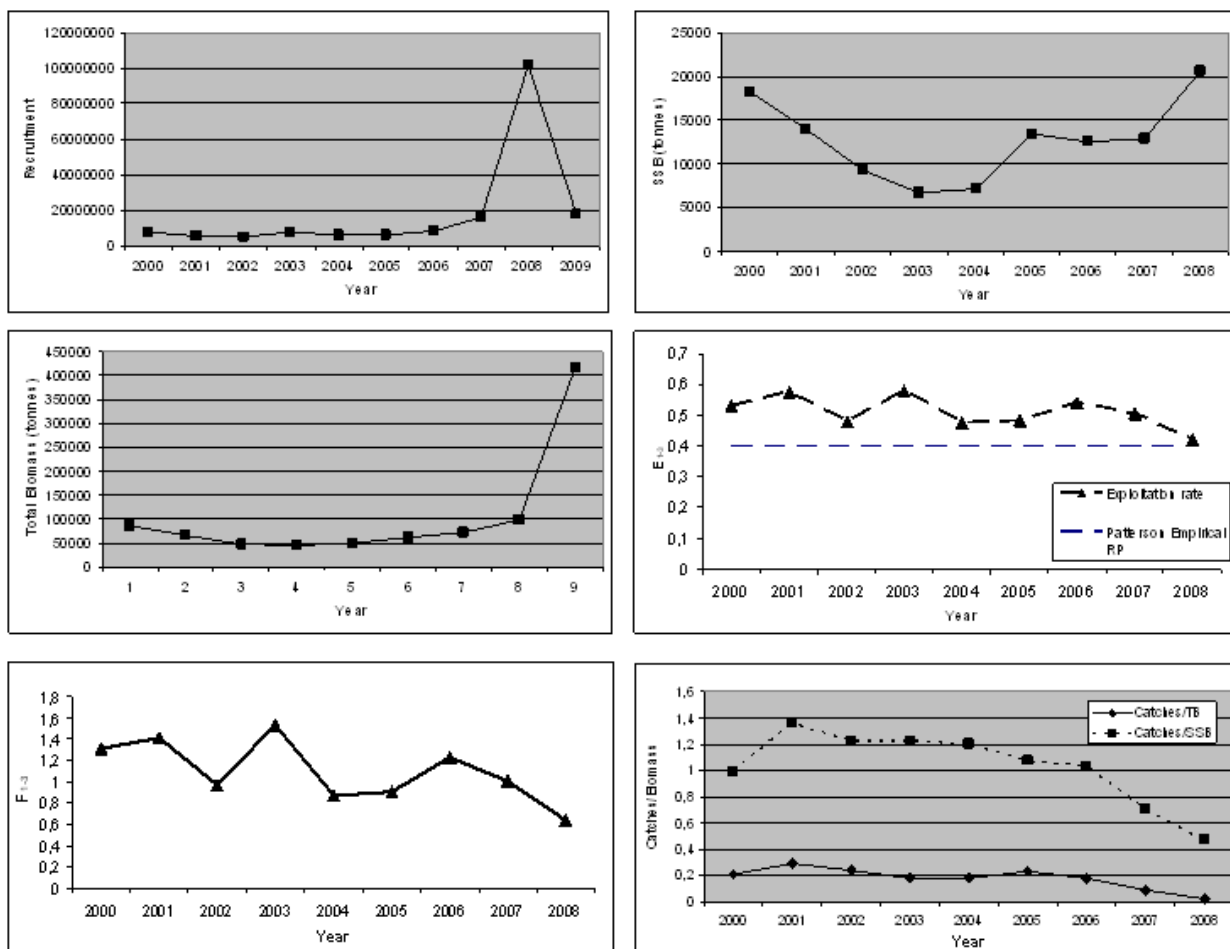 Recruitment
120000000
100000000
80000000
60000000
40000000
20000000
0
2000 2001 2002 2003 2004 2005 2006 2007 2008 2009
Year
SSB (tonnes)
25000
20000
15000
10000
5000
0
2000 2001 2002 2003 2004 2005 2006 2007 2008
Year
Total Biomass (tonnes)
450000
400000
350000
300000
250000
200000
150000
100000
50000
0
1 2 3 4 5 6 7 8 9
Year
E1-3
0,7
0,6
0,5
0,4
0,3
0,2
0,1
0
2000 2001 2002 2003 2004 2005 2006 2007 2008
Year
Exploitation rate
Patterson Empirical
RP
F1-3
1,8
1,6
1,4
1,2
1
0,8
0,6
0,4
0,2
0
2000 2001 2002 2003 2004 2005 2006 2007 2008
Year
Catches/Biomass
1,6
1,4
1,2
1
0,8
0,6
0,4
0,2
0
2000 2001 2002 2003 2004 2005 2006 2007 2008
Year
Catches/TB
Catches/SSB